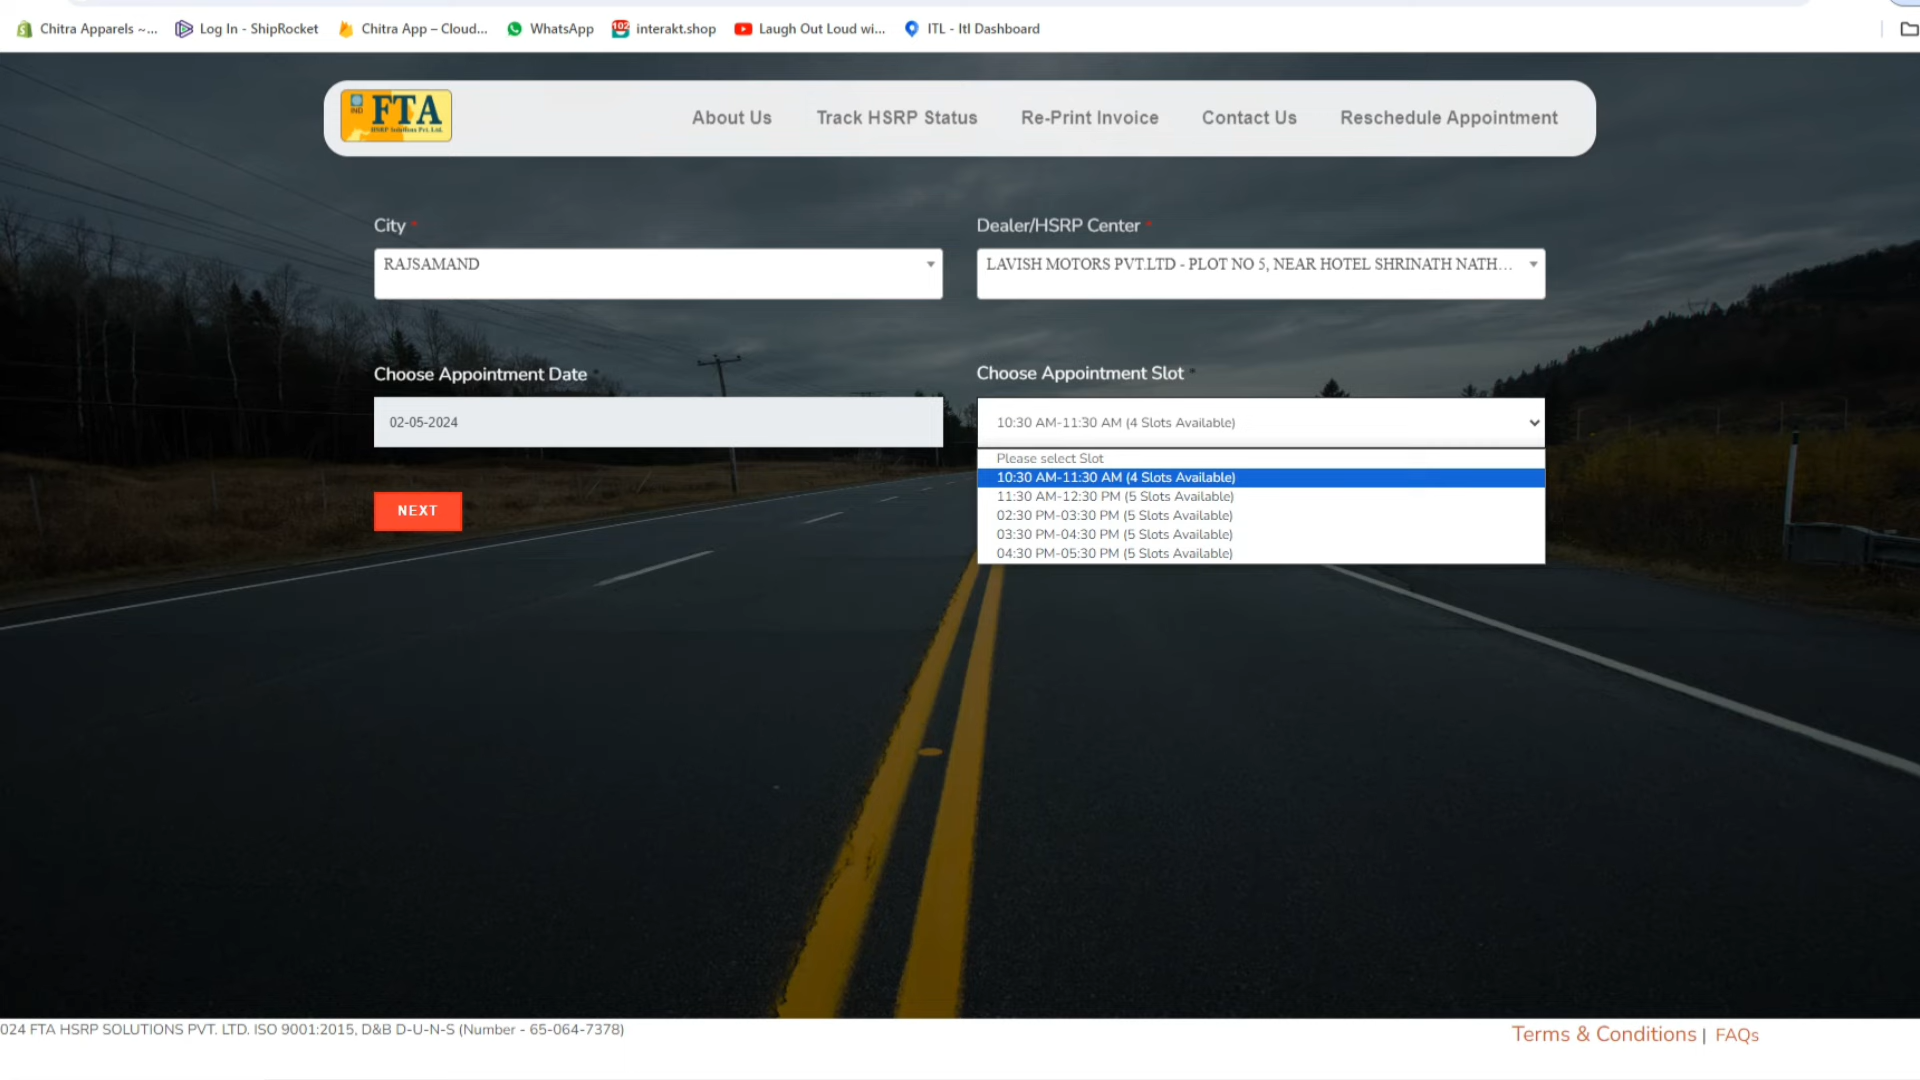 Chitra Apparels ~... Log In - ShipRocket Chitra App – Cloud... WhatsApp 102 interakt.shop Laugh Out Loud wi... ITL - Itl Dashboard
IND FTA
HSRP Solutions Pvt. Ltd.
About Us Track HSRP Status Re-Print Invoice Contact Us Reschedule Appointment
City * Dealer/HSRP Center *
RAJSAMAND LAVISH MOTORS PVT.LTD - PLOT NO 5, NEAR HOTEL SHRINATH NATH...
Choose Appointment Date * Choose Appointment Slot *
02-05-2024 10:30 AM-11:30 AM (4 Slots Available)
Please select Slot
10:30 AM-11:30 AM (4 Slots Available)
11:30 AM-12:30 PM (5 Slots Available)
02:30 PM-03:30 PM (5 Slots Available)
03:30 PM-04:30 PM (5 Slots Available)
04:30 PM-05:30 PM (5 Slots Available)
NEXT
024 FTA HSRP SOLUTIONS PVT. LTD. ISO 9001:2015, D&B D-U-N-S (Number - 65-064-7378) Terms & Conditions | FAQs